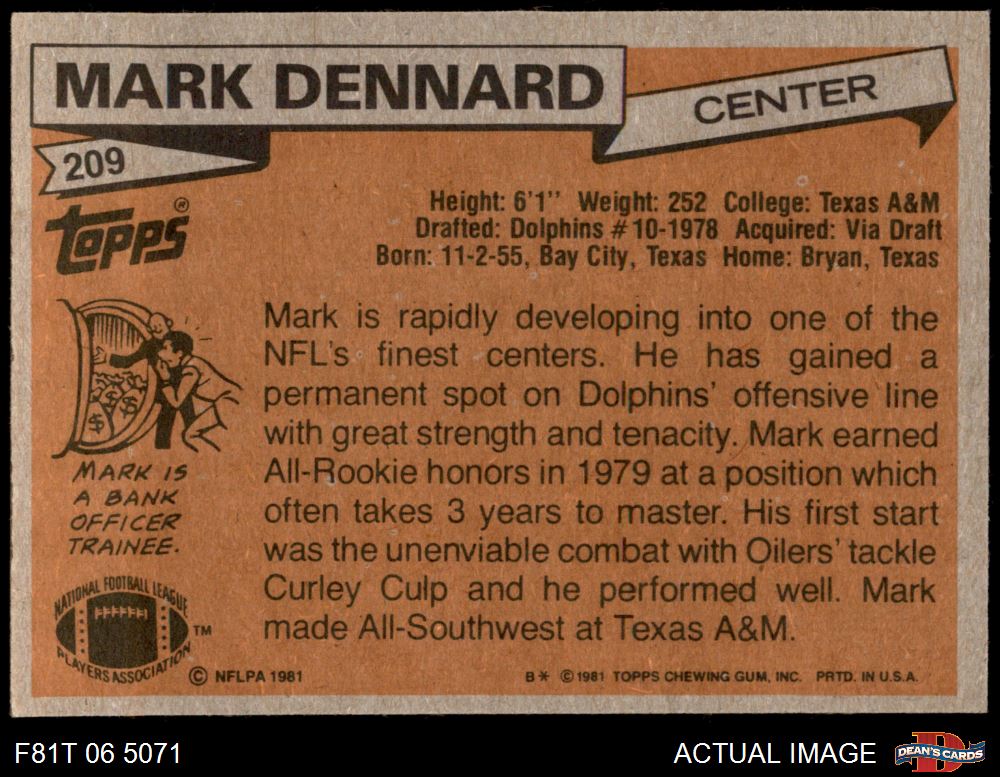 MARK DENNARD
CENTER
209
Topps®
Height: 6'1'' Weight: 252 College: Texas A&M
Drafted: Dolphins #10-1978 Acquired: Via Draft
Born: 11-2-55, Bay City, Texas Home: Bryan, Texas
Mark is rapidly developing into one of the
NFL's finest centers. He has gained a
permanent spot on Dolphins' offensive line
with great strength and tenacity. Mark earned
All-Rookie honors in 1979 at a position which
often takes 3 years to master. His first start
was the unenviable combat with Oilers' tackle
Curley Culp and he performed well. Mark
made All-Southwest at Texas A&M.
$ $ $
MARK IS
A BANK
OFFICER
TRAINEE.
NATIONAL FOOTBALL LEAGUE
PLAYERS ASSOCIATION
TM
© NFLPA 1981
B* © 1981 TOPPS CHEWING GUM, INC. PRTD. IN U.S.A.
F81T 06 5071
ACTUAL IMAGE
D
DEAN'S CARDS